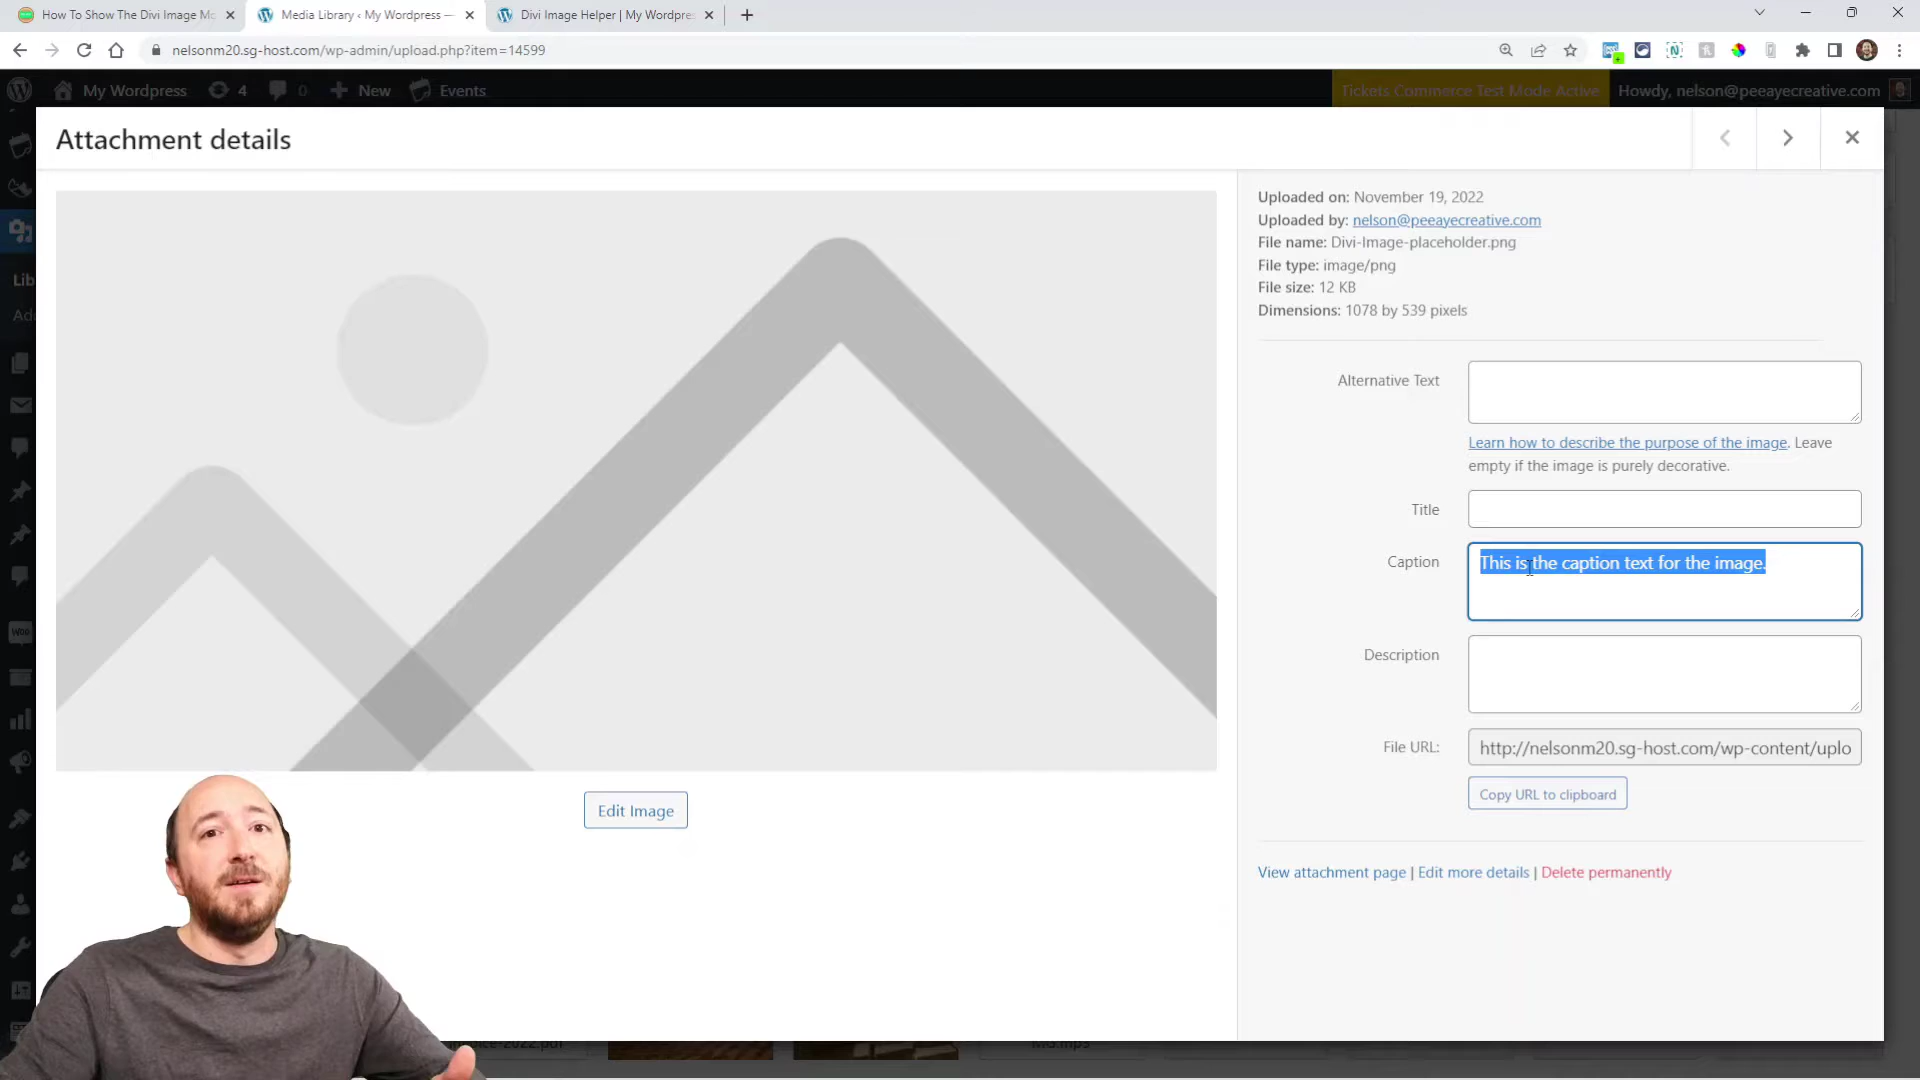 How To Show The Divi Image Mo
Media Library ‹ My Wordpress —
Divi Image Helper | My Wordpres
nelsonm20.sg-host.com/wp-admin/upload.php?item=14599
My Wordpress
4
0
New
Events
Tickets Commerce Test Mode Active
Howdy, nelson@peeayecreative.com
Attachment details
Uploaded on: November 19, 2022
Uploaded by: nelson@peeayecreative.com
File name: Divi-Image-placeholder.png
File type: image/png
File size: 12 KB
Dimensions: 1078 by 539 pixels
Alternative Text
Learn how to describe the purpose of the image. Leave
empty if the image is purely decorative.
Title
Caption
This is the caption text for the image.
Description
File URL:
http://nelsonm20.sg-host.com/wp-content/uplo
Copy URL to clipboard
Edit Image
View attachment page | Edit more details | Delete permanently
Lib
Ad